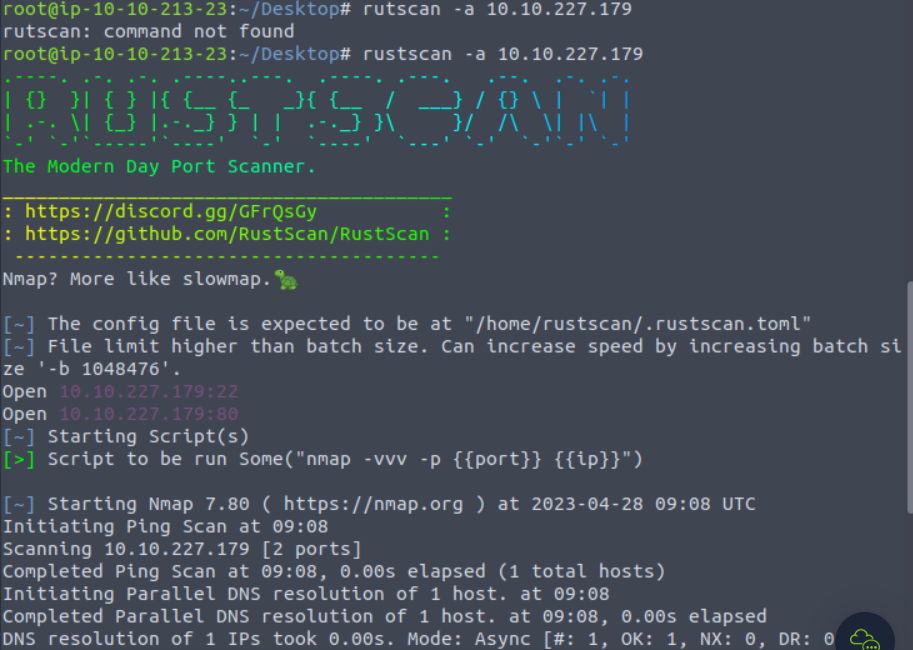 root@ip-10-10-213-23:~/Desktop# rutscan -a 10.10.227.179
rutscan: command not found
root@ip-10-10-213-23:~/Desktop# rustscan -a 10.10.227.179
.----. .-. .-. .----..---.  .----. .---.   .--.  .-. .-.
| {}  }| { } |{ {__ {_   _}{ {__  /  ___} / {} \ |  `| |
| .-. \| {_} |.-._} } | |  .-._} }\     }/  /\  \| |\  |
`-' `-'`-----'`----'  `-'  `----'  `---' `-'  `-'`-' `-'
The Modern Day Port Scanner.
________________________________________
: https://discord.gg/GFrQsGy           :
: https://github.com/RustScan/RustScan :
 --------------------------------------
Nmap? More like slowmap.🐢
[~] The config file is expected to be at "/home/rustscan/.rustscan.toml"
[~] File limit higher than batch size. Can increase speed by increasing batch si
ze '-b 1048476'.
Open 10.10.227.179:22
Open 10.10.227.179:80
[~] Starting Script(s)
[>] Script to be run Some("nmap -vvv -p {{port}} {{ip}}")
[~] Starting Nmap 7.80 ( https://nmap.org ) at 2023-04-28 09:08 UTC
Initiating Ping Scan at 09:08
Scanning 10.10.227.179 [2 ports]
Completed Ping Scan at 09:08, 0.00s elapsed (1 total hosts)
Initiating Parallel DNS resolution of 1 host. at 09:08
Completed Parallel DNS resolution of 1 host. at 09:08, 0.00s elapsed
DNS resolution of 1 IPs took 0.00s. Mode: Async [#: 1, OK: 1, NX: 0, DR: 0